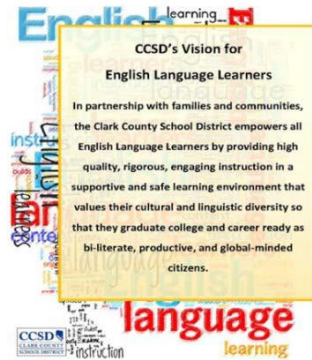 English
learning
CCSD's Vision for
English Language Learners
In partnership with families and communities,
the Clark County School District empowers all
English Language Learners by providing high
quality, rigorous, engaging instruction in a
supportive and safe learning environment that
values their cultural and linguistic diversity so
that they graduate college and career ready as
bi-literate, productive, and global-minded
citizens.
language
learning
instruction
CCSD
CLARK COUNTY
SCHOOL DISTRICT